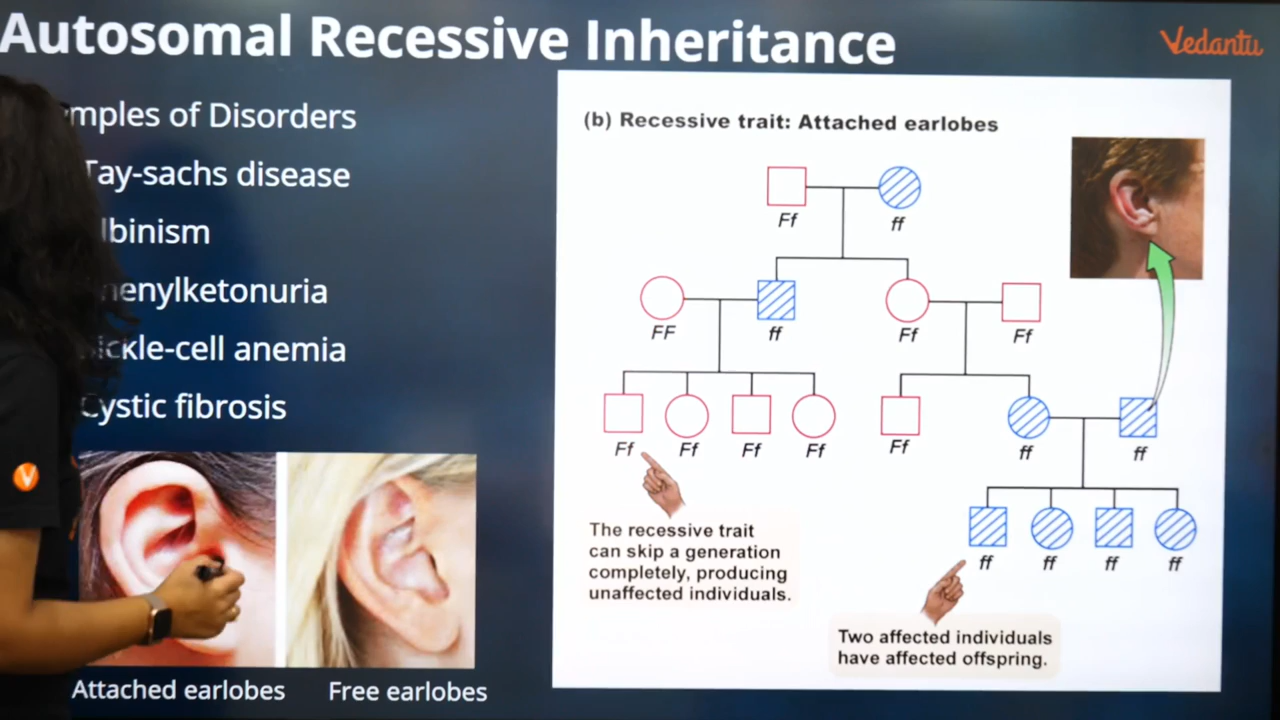 Autosomal Recessive Inheritance
Vedantu
mples of Disorders
Tay-sachs disease
lbinism
henylketonuria
ickle-cell anemia
Cystic fibrosis
V
Attached earlobes
Free earlobes
(b) Recessive trait: Attached earlobes
Ff
ff
FF
ff
Ff
Ff
Ff
Ff
Ff
Ff
Ff
ff
ff
The recessive trait
can skip a generation
completely, producing
unaffected individuals.
ff
ff
ff
ff
Two affected individuals
have affected offspring.